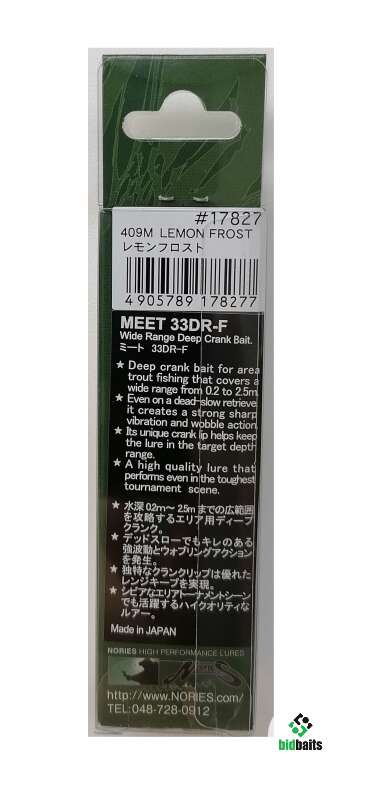 #17827
409M LEMON FROST
レモンフロスト
4 905789 178277
MEET 33DR-F
Wide Range Deep Crank Bait.
ミート 33DR-F
★ Deep crank bait for area
trout fishing that covers a
wide range from 0.2 to 2.5m.
★ Even on a dead-slow retrieve
it creates a strong sharp
vibration and wobble action.
★ Its unique crank lip helps keep
the lure in the target depth
range.
★ A high quality lure that
performs even in the toughest
tournament scene.
★ 水深0.2m～2.5mまでの広範囲
を攻略するエリア用ディープ
クランク。
★ デッドスローでもキレのある
強波動とウォブリングアクション
を発生。
★ 独特なクランクリップは優れた
レンジキープを実現。
★ シビアなエリアトーナメントシーン
でも活躍するハイクオリティな
ルアー。
Made in JAPAN
NORIES HIGH PERFORMANCE LURES
NORIES
http://www.NORIES.com/
TEL:048-728-0912
bidbaits